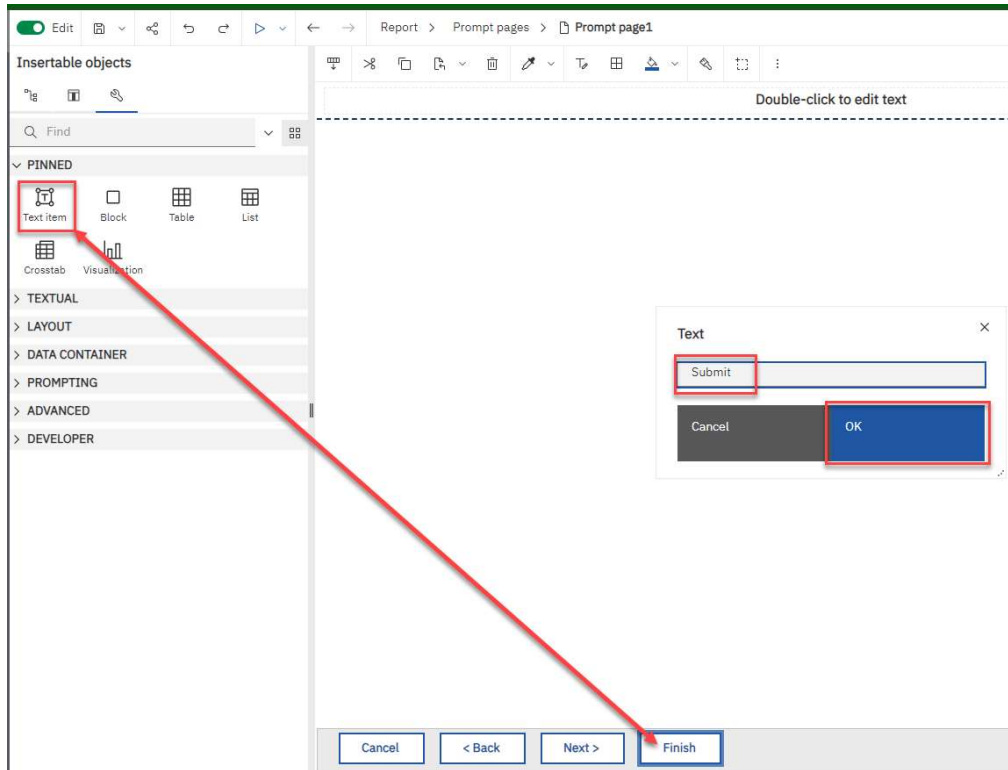 Edit
Report > Prompt pages > Prompt page1
Insertable objects
Double-click to edit text
Find
PINNED
Text item Block Table List
Crosstab Visualization
TEXTUAL
LAYOUT
DATA CONTAINER
PROMPTING
ADVANCED
DEVELOPER
Text
Submit
Cancel OK
Cancel < Back Next > Finish